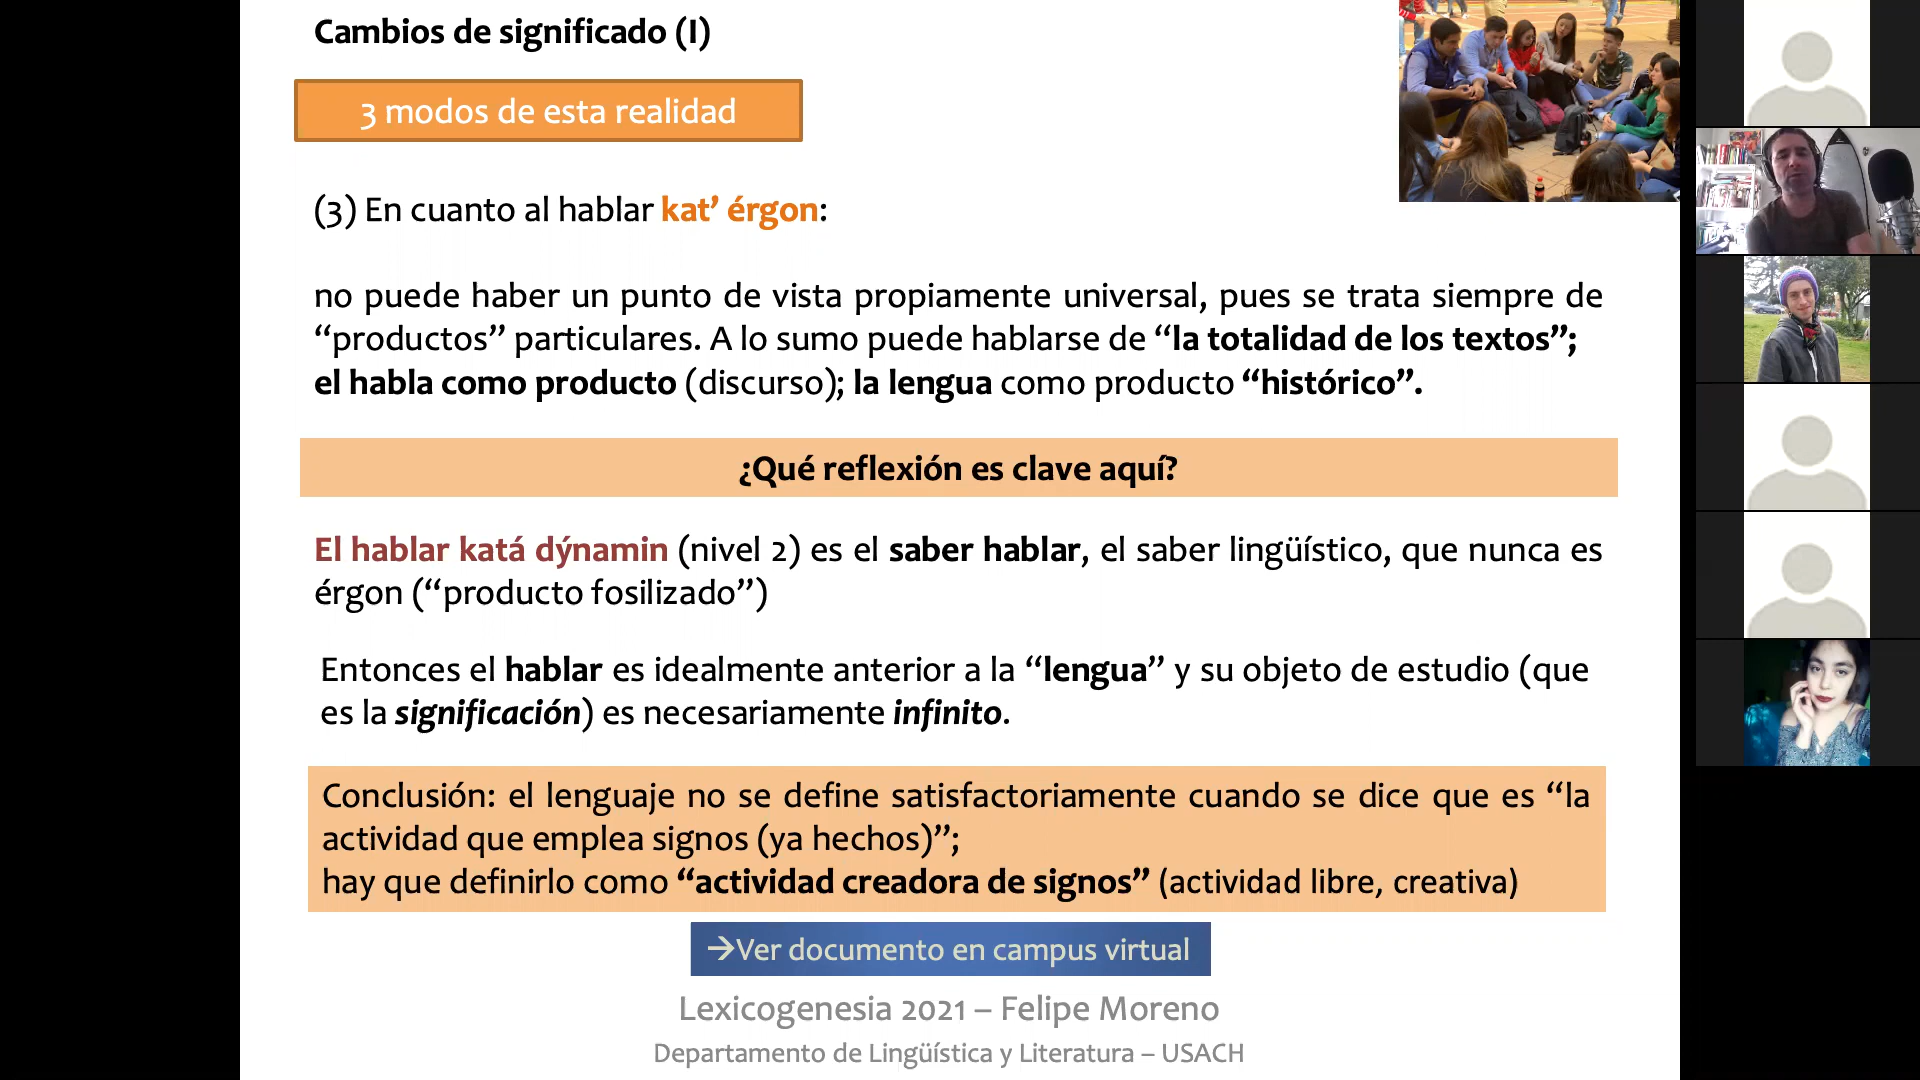 Cambios de significado (I)
3 modos de esta realidad
(3) En cuanto al hablar kat’ érgon:
no puede haber un punto de vista propiamente universal, pues se trata siempre de
“productos” particulares. A lo sumo puede hablarse de “la totalidad de los textos”;
el habla como producto (discurso); la lengua como producto “histórico”.
¿Qué reflexión es clave aquí?
El hablar katá dýnamin (nivel 2) es el saber hablar, el saber lingüístico, que nunca es
érgon (“producto fosilizado”)
Entonces el hablar es idealmente anterior a la “lengua” y su objeto de estudio (que
es la significación) es necesariamente infinito.
Conclusión: el lenguaje no se define satisfactoriamente cuando se dice que es “la
actividad que emplea signos (ya hechos)”;
hay que definirlo como “actividad creadora de signos” (actividad libre, creativa)
→Ver documento en campus virtual
Lexicogenesia 2021 – Felipe Moreno
Departamento de Lingüística y Literatura – USACH